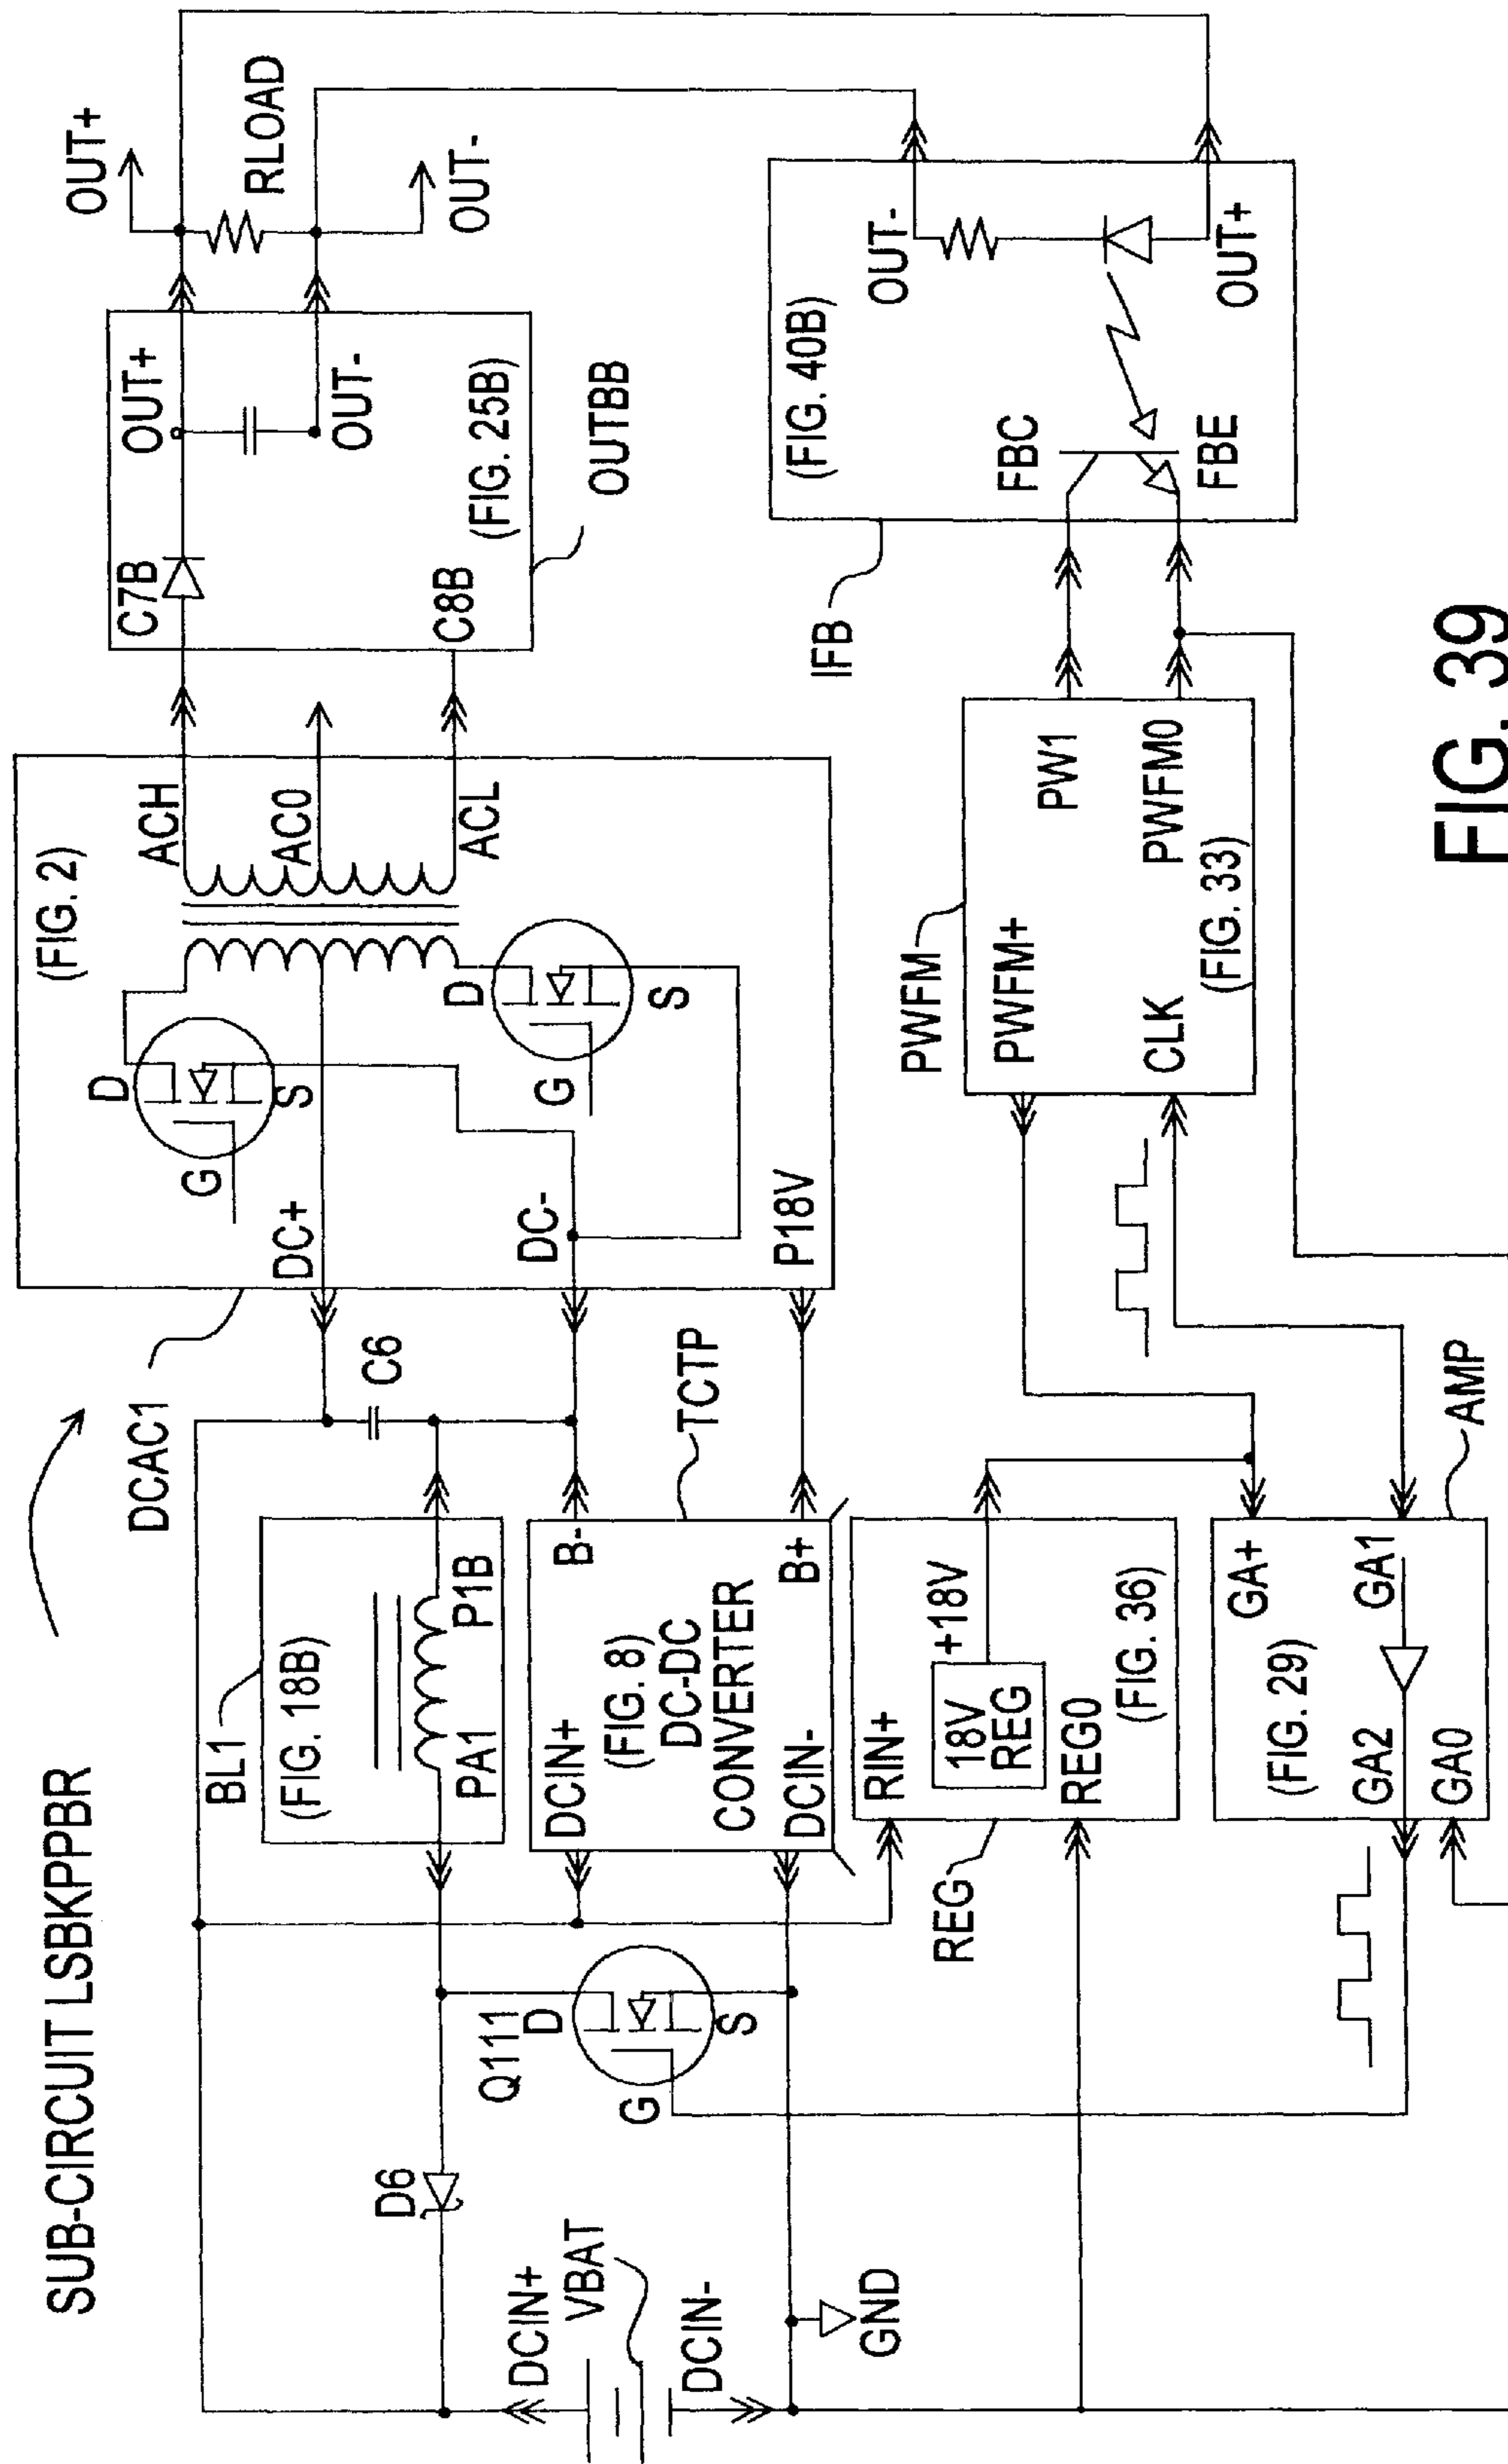 SUB-CIRCUIT LSBKPPBR
OUT+
RLOAD
OUT-
C7B
OUT+
OUT-
(FIG. 25B)
C8B
OUTBB
(FIG. 2)
ACH
AC0
ACL
D
S
G
D
S
G
DC+
DC-
P18V
DCAC1
C6
BL1
(FIG. 18B)
PA1
P1B
TCTP
B-
B+
DCIN+
(FIG. 8)
DC-DC
CONVERTER
DCIN-
RIN+
18V
REG
+18V
REG0
(FIG. 36)
REG
Q111
D
S
G
D6
DCIN+
VBAT
DCIN-
GND
GA+
GA1
(FIG. 29)
GA2
GA0
AMP
PWFM
PWFM+
CLK
PW1
PWFM0
(FIG. 33)
IFB
(FIG. 40B)
FBC
FBE
OUT-
OUT+
FIG. 39